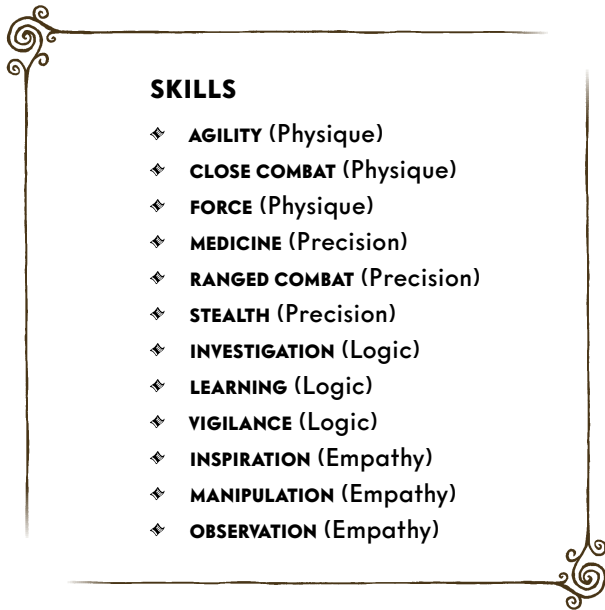 SKILLS
AGILITY (Physique)
CLOSE COMBAT (Physique)
FORCE (Physique)
MEDICINE (Precision)
RANGED COMBAT (Precision)
STEALTH (Precision)
INVESTIGATION (Logic)
LEARNING (Logic)
VIGILANCE (Logic)
INSPIRATION (Empathy)
MANIPULATION (Empathy)
OBSERVATION (Empathy)